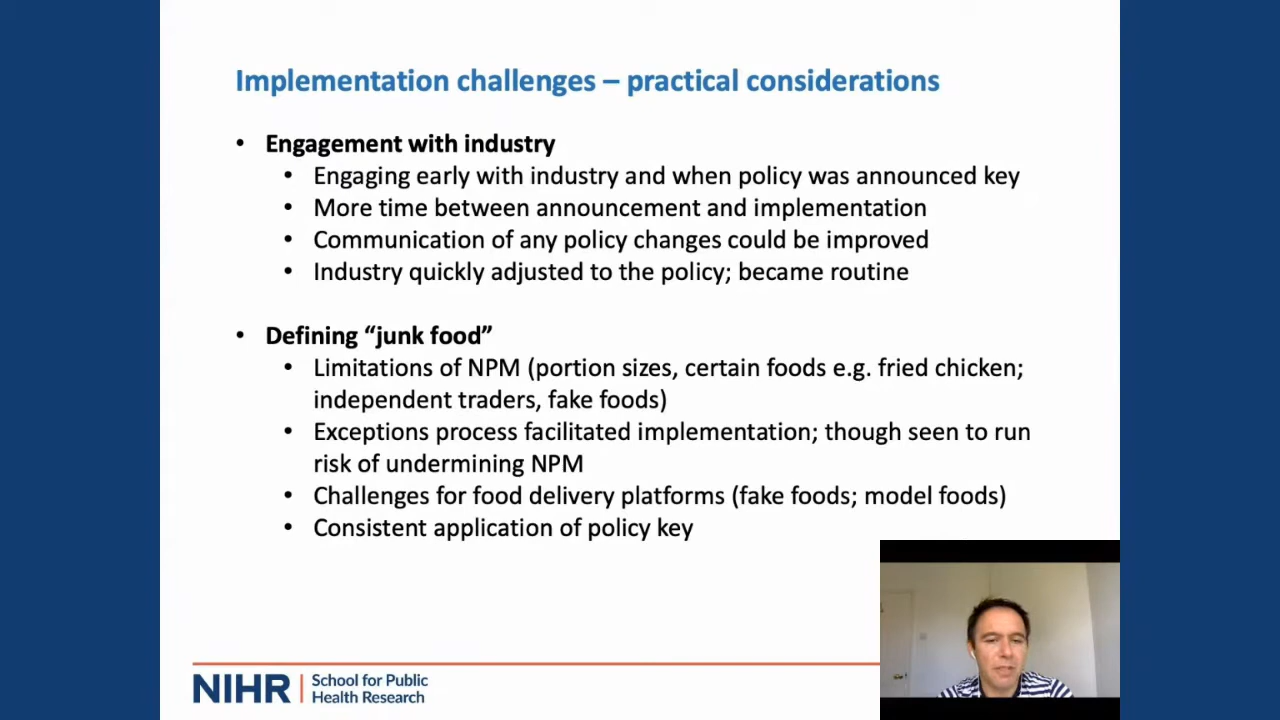 Implementation challenges – practical considerations
• Engagement with industry
• Engaging early with industry and when policy was announced key
• More time between announcement and implementation
• Communication of any policy changes could be improved
• Industry quickly adjusted to the policy; became routine
• Defining “junk food”
• Limitations of NPM (portion sizes, certain foods e.g. fried chicken;
independent traders, fake foods)
• Exceptions process facilitated implementation; though seen to run
risk of undermining NPM
• Challenges for food delivery platforms (fake foods; model foods)
• Consistent application of policy key
NIHR | School for Public
Health Research